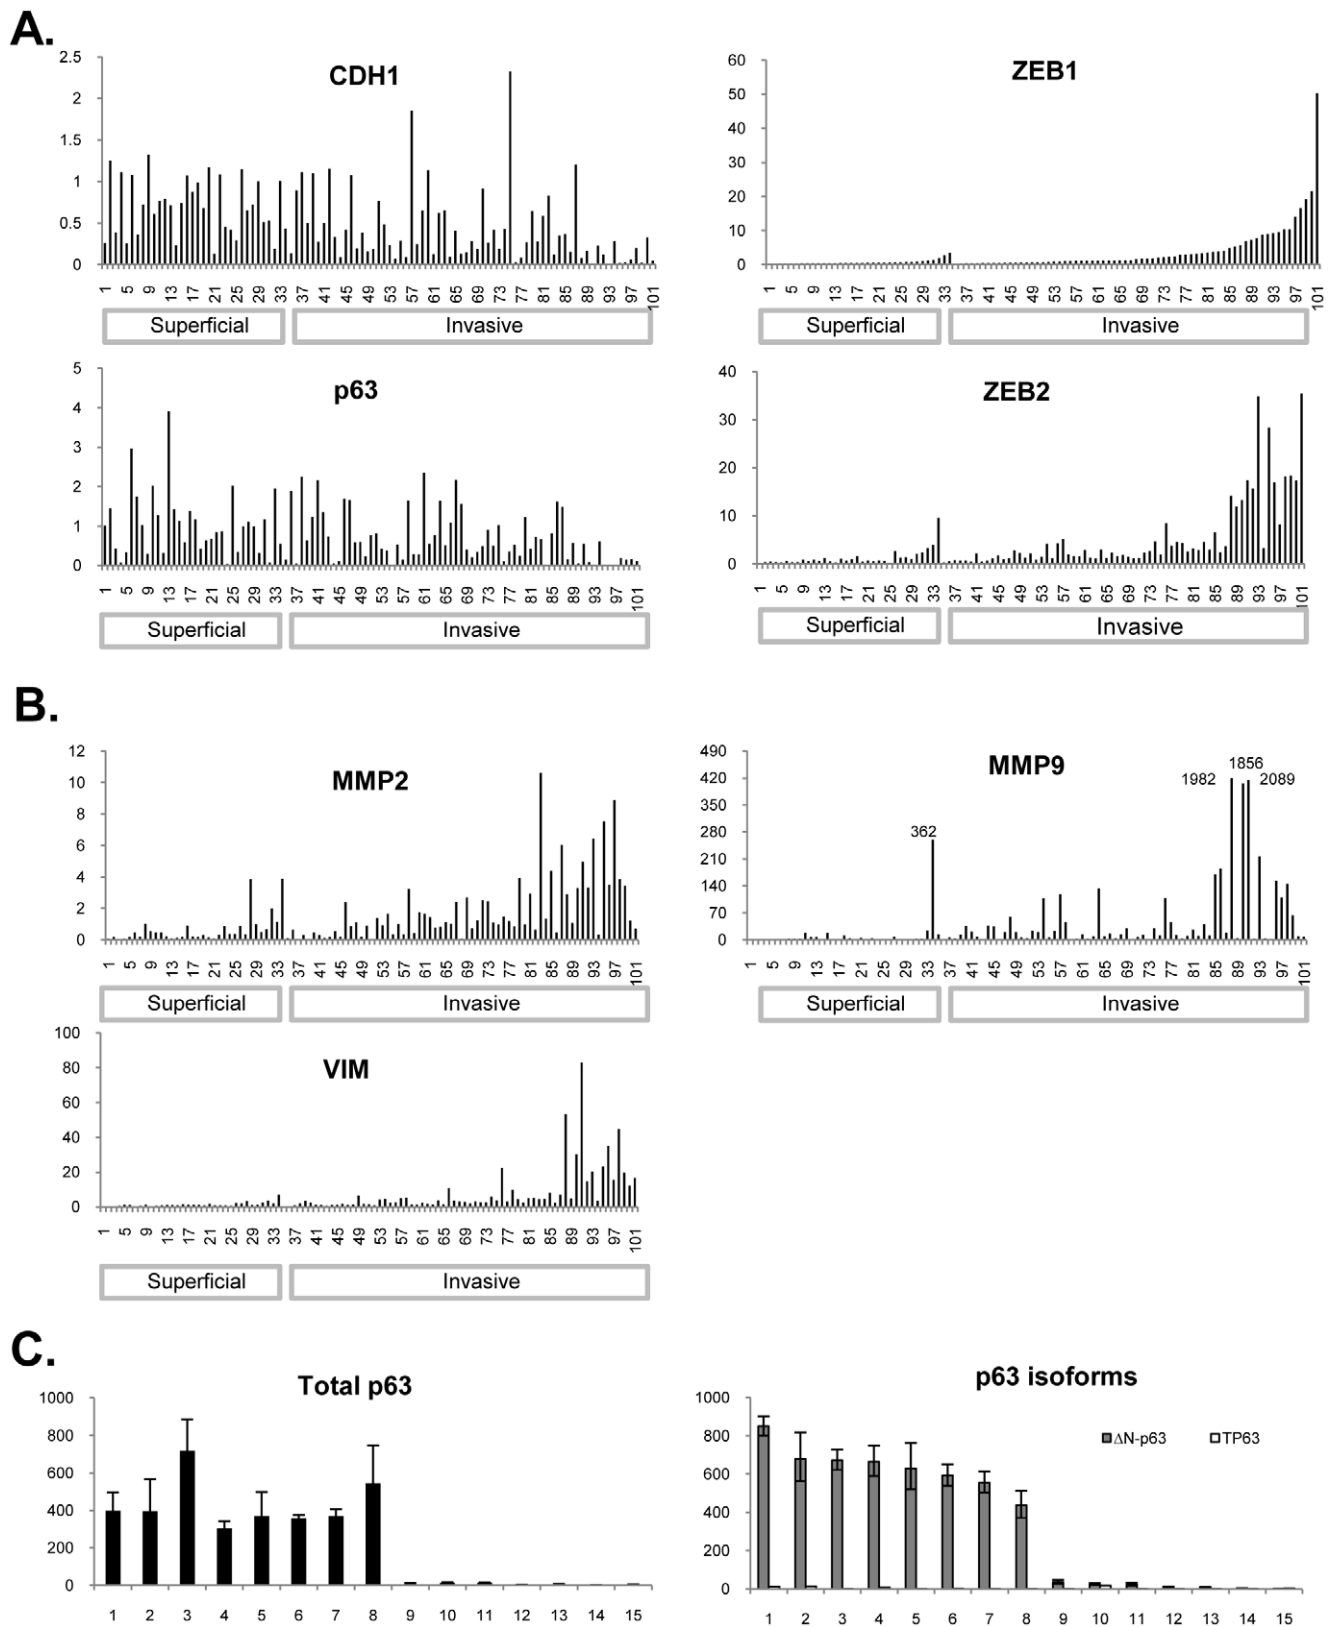 A.
CDH1
2.5
2
1.5
1
0.5
0
1 5 9 13 17 21 25 29 33 37 41 45 49 53 57 61 65 69 73 77 81 85 89 93 97 101
Superficial Invasive
ZEB1
60
50
40
30
20
10
0
1 5 9 13 17 21 25 29 33 37 41 45 49 53 57 61 65 69 73 77 81 85 89 93 97 101
Superficial Invasive
p63
5
4
3
2
1
0
1 5 9 13 17 21 25 29 33 37 41 45 49 53 57 61 65 69 73 77 81 85 89 93 97 101
Superficial Invasive
ZEB2
40
30
20
10
0
1 5 9 13 17 21 25 29 33 37 41 45 49 53 57 61 65 69 73 77 81 85 89 93 97 101
Superficial Invasive
B.
MMP2
12
10
8
6
4
2
0
1 5 9 13 17 21 25 29 33 37 41 45 49 53 57 61 65 69 73 77 81 85 89 93 97 101
Superficial Invasive
MMP9
490
420
350
280
210
140
70
0
362
1982
1856
2089
1 5 9 13 17 21 25 29 33 37 41 45 49 53 57 61 65 69 73 77 81 85 89 93 97 101
Superficial Invasive
VIM
100
80
60
40
20
0
1 5 9 13 17 21 25 29 33 37 41 45 49 53 57 61 65 69 73 77 81 85 89 93 97 101
Superficial Invasive
C.
Total p63
1000
800
600
400
200
0
1 2 3 4 5 6 7 8 9 10 11 12 13 14 15
p63 isoforms
ΔN-p63 TP63
1000
800
600
400
200
0
1 2 3 4 5 6 7 8 9 10 11 12 13 14 15